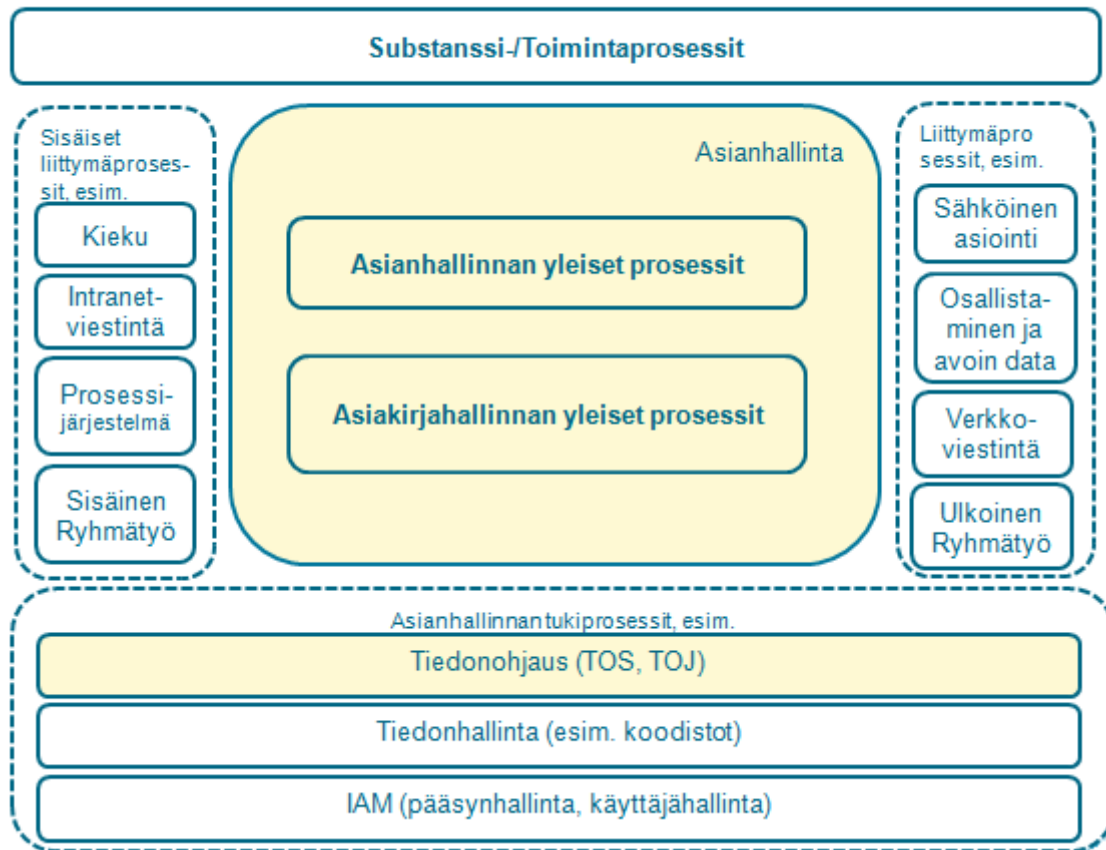 Substanssi-/Toimintaprosessit
Sisäiset
liittymäproses-
sit, esim.
Kieku
Intranet-
viestintä
Prosessi-
järjestelmä
Sisäinen
Ryhmätyö
Asianhallinta
Asianhallinnan yleiset prosessit
Asiakirjahallinnan yleiset prosessit
Liittymäpro
sessit, esim.
Sähköinen
asiointi
Osallista-
minen ja
avoin data
Verkko-
viestintä
Ulkoinen
Ryhmätyö
Asianhallinnan tukiprosessit, esim.
Tiedonohjaus (TOS, TOJ)
Tiedonhallinta (esim. koodistot)
IAM (pääsynhallinta, käyttäjähallinta)